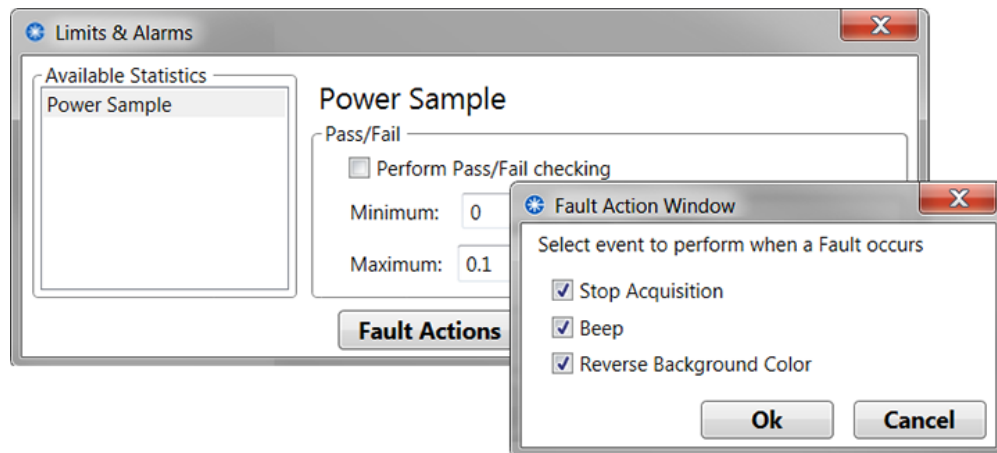 Limits & Alarms
Available Statistics
Power Sample
Power Sample
Pass/Fail
Perform Pass/Fail checking
Minimum: 0
Maximum: 0.1
Fault Actions
Fault Action Window
Select event to perform when a Fault occurs
Stop Acquisition
Beep
Reverse Background Color
Ok Cancel